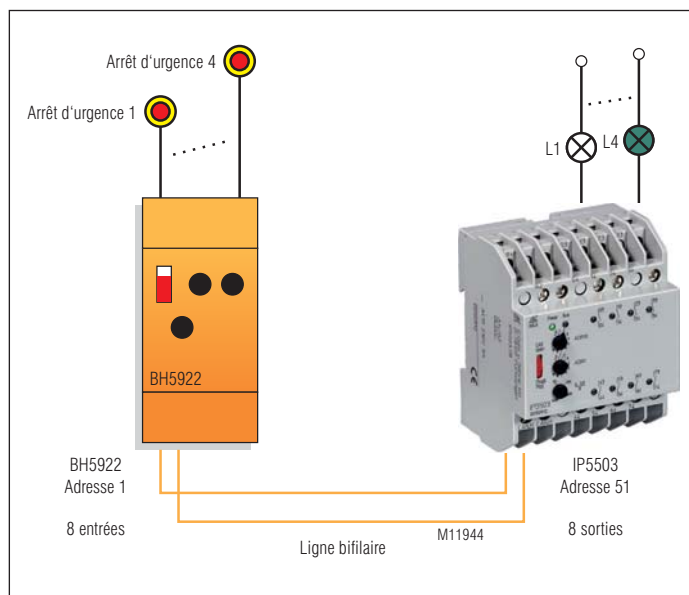 Arrêt d'urgence 4
Arrêt d'urgence 1
L1
L4
BH5922
IP5503
BH5922
Adresse 1
8 entrées
IP5503
Adresse 51
8 sorties
M11944
Ligne bifilaire